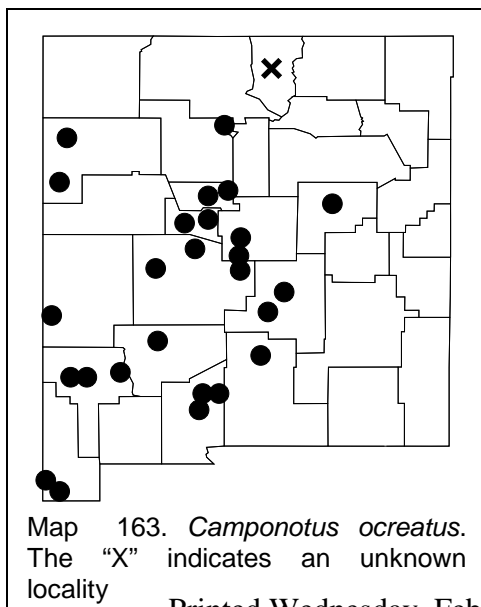 Map 163. Camponotus ocreatus.
The “X” indicates an unknown
locality
Printed Wednesday, Feb